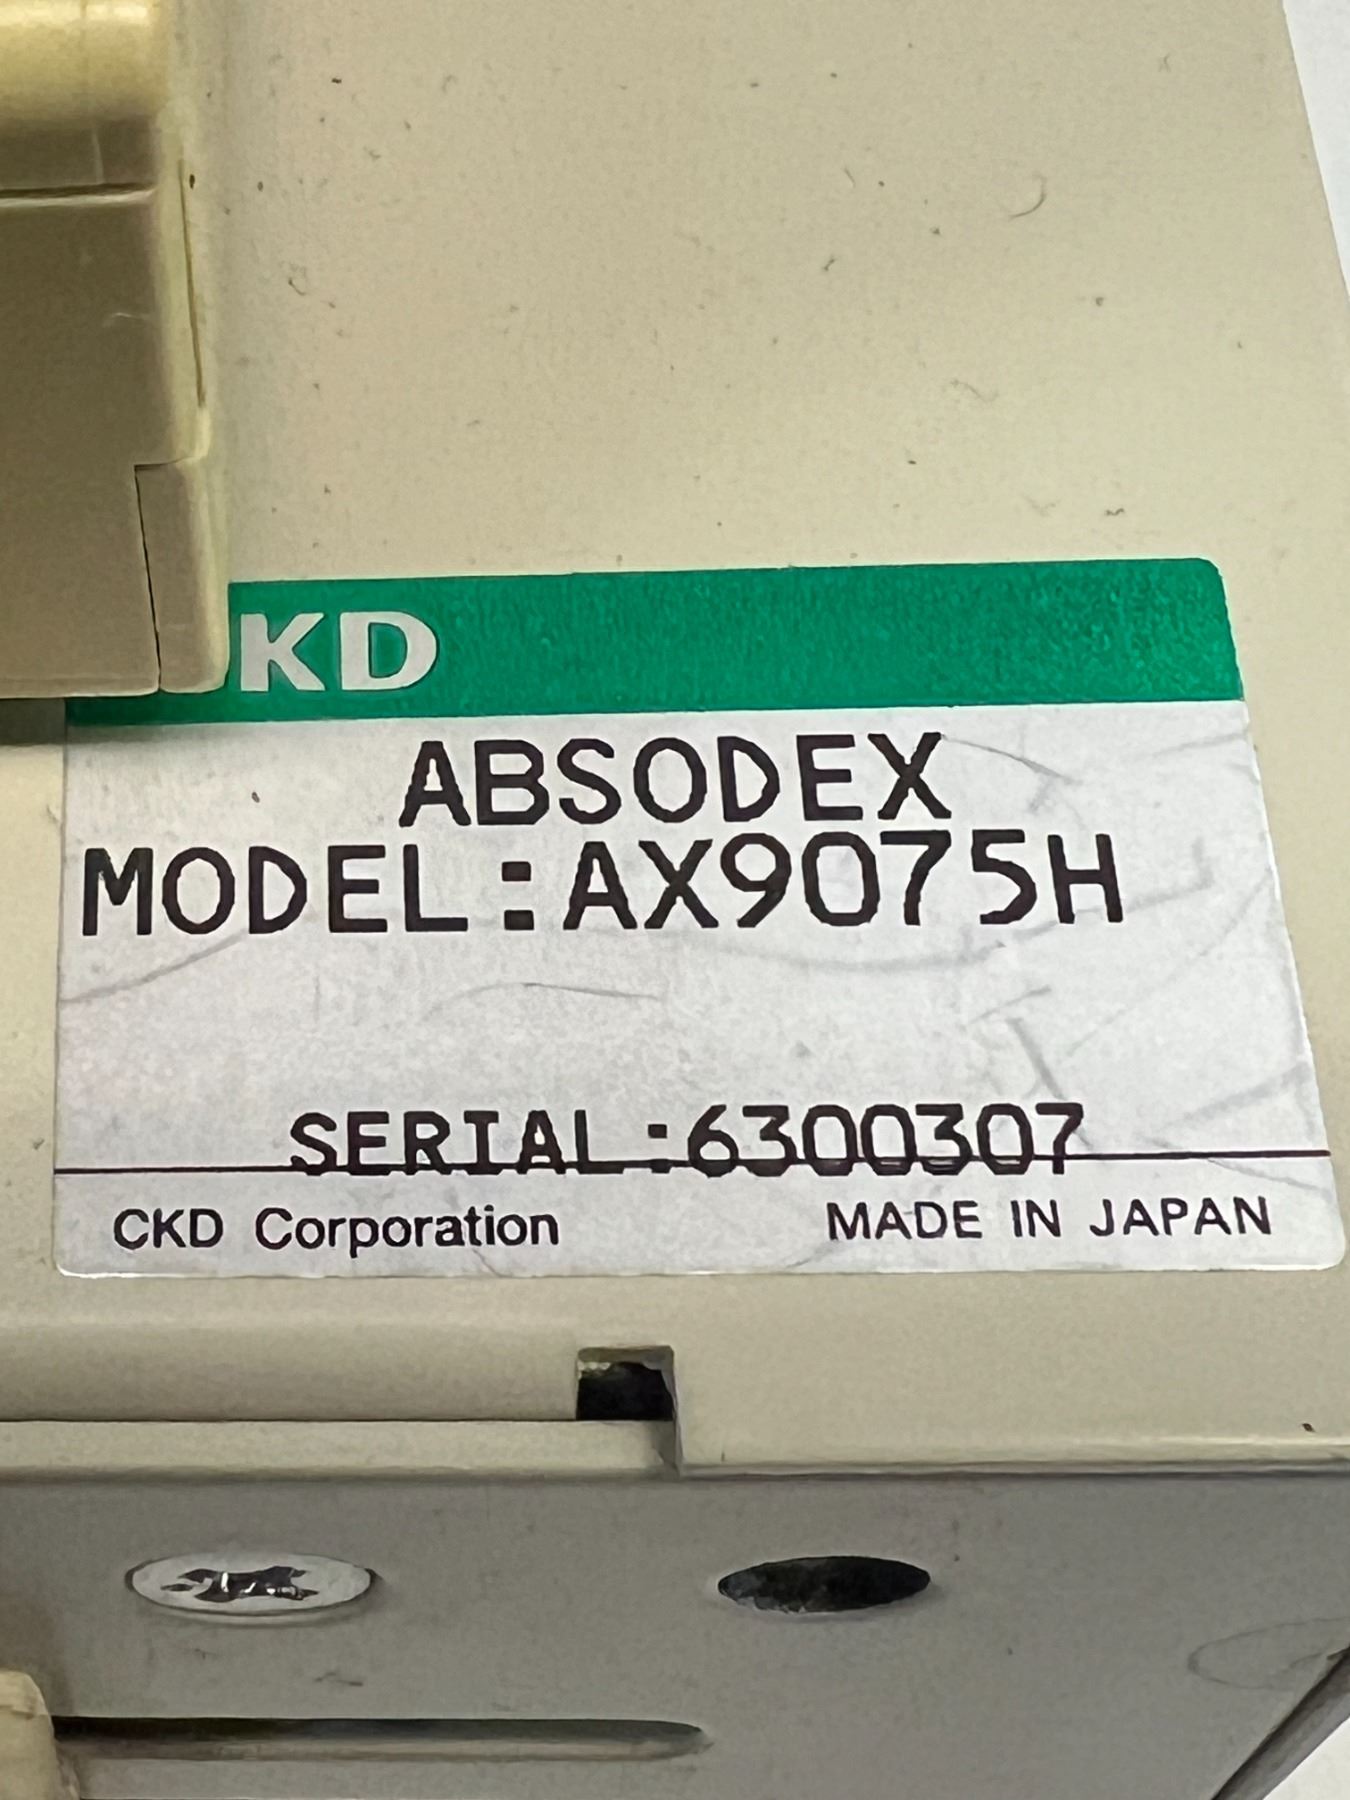 KD
ABSODEX
MODEL:AX9075H
SERIAL:6300307
CKD Corporation MADE IN JAPAN